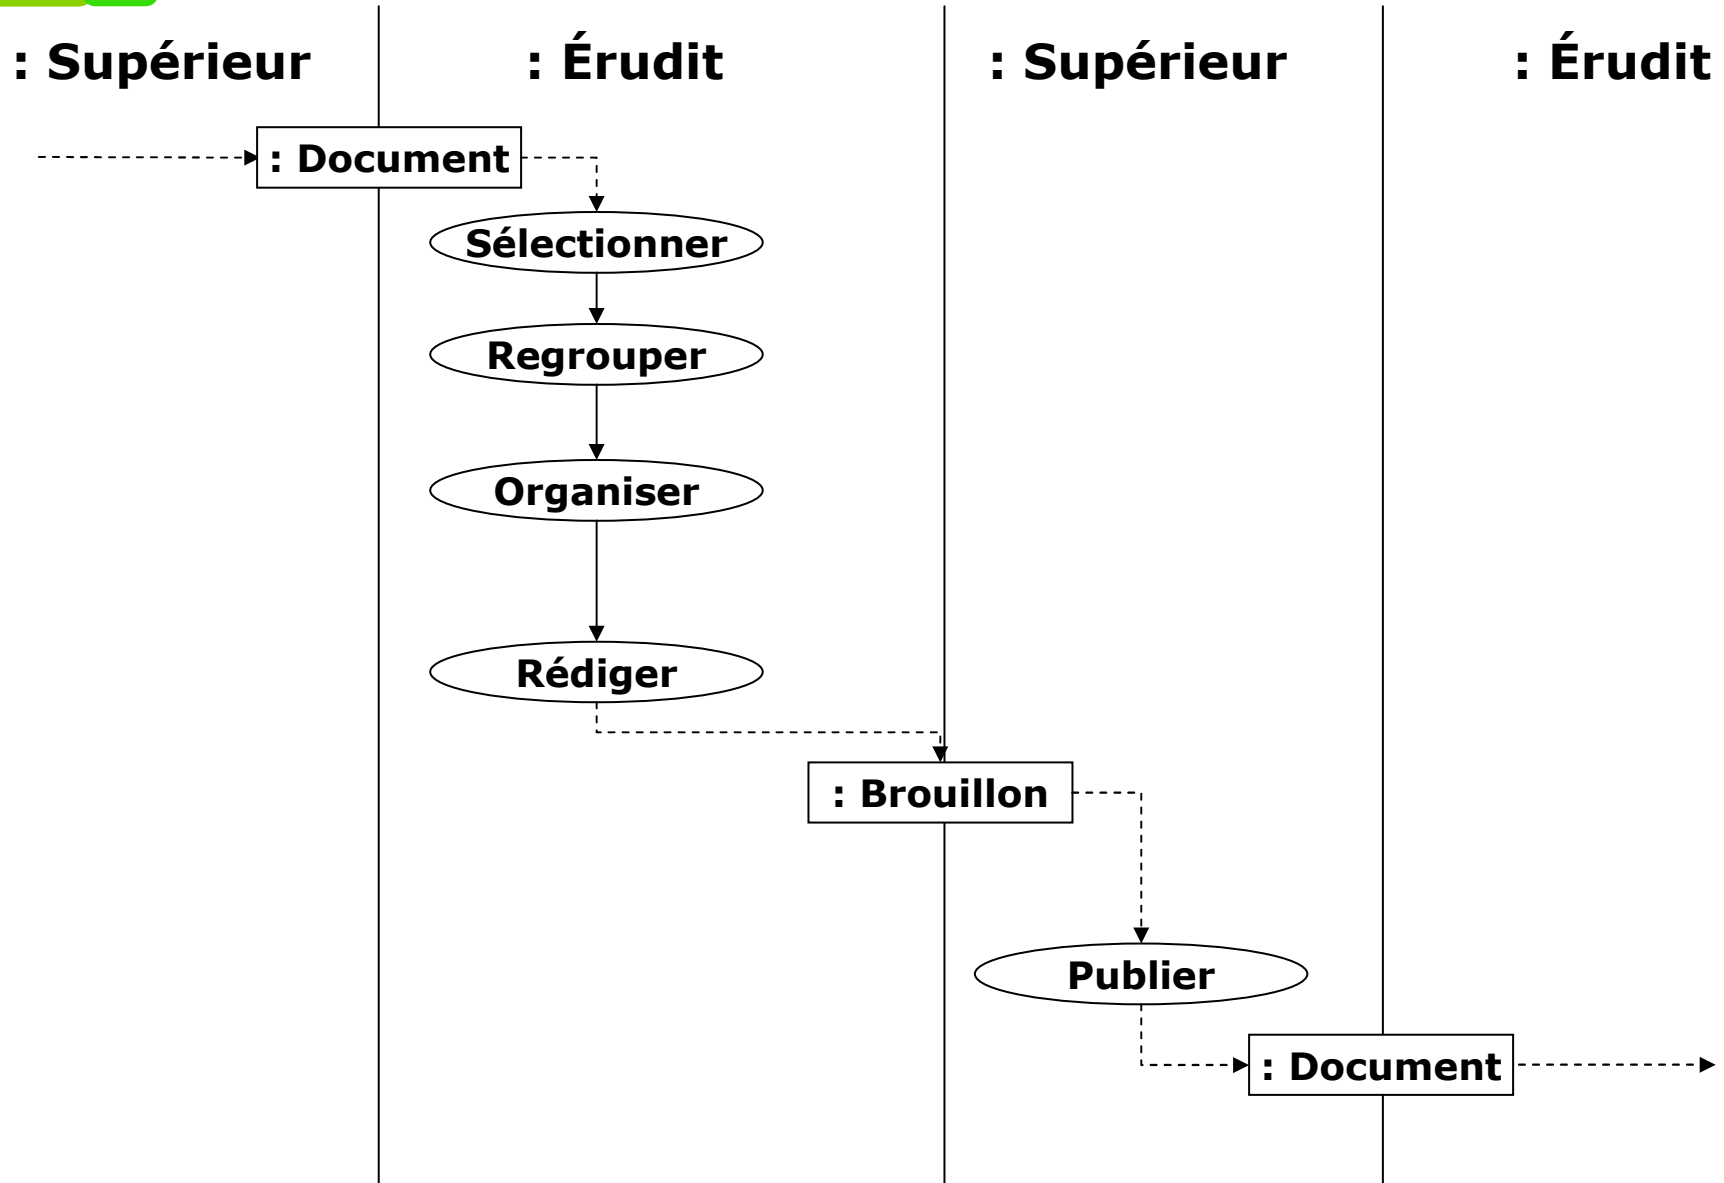 : Supérieur
: Érudit
: Supérieur
: Érudit
: Document
Sélectionner
Regrouper
Organiser
Rédiger
: Brouillon
Publier
: Document